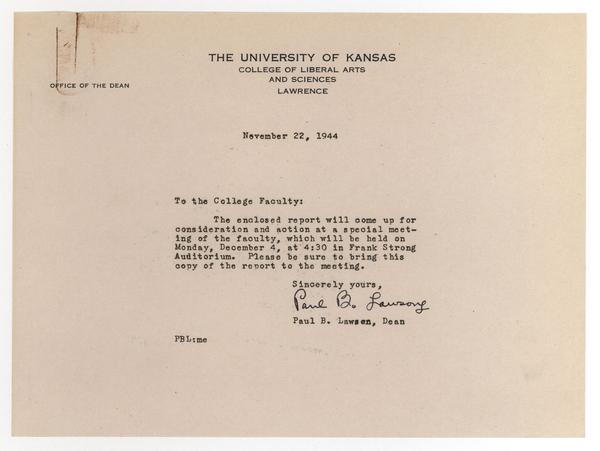 THE UNIVERSITY OF KANSAS
COLLEGE OF LIBERAL ARTS
AND SCIENCES
LAWRENCE
OFFICE OF THE DEAN
November 22, 1944
To the College Faculty:
The enclosed report will come up for
consideration and action at a special meet-
ing of the faculty, which will be held on
Monday, December 4, at 4:30 in Frank Strong
Auditorium. Please be sure to bring this
copy of the report to the meeting.
Sincerely yours,
Paul B. Lawson
Paul B. Lawson, Dean
PBL:me